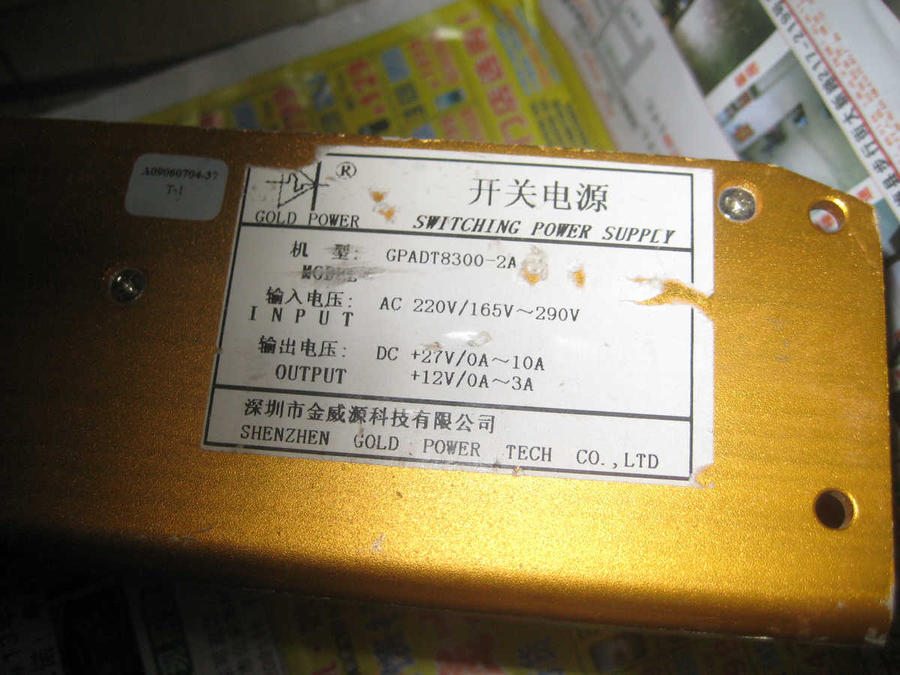 A09060704-37
T-1
®
GOLD POWER
开关电源
SWITCHING POWER SUPPLY
机 型: GPADT8300-2A
MODEL
输入电压: AC 220V/165V~290V
INPUT
输出电压: DC +27V/0A~10A
OUTPUT +12V/0A~3A
深圳市金威源科技有限公司
SHENZHEN GOLD POWER TECH CO.,LTD